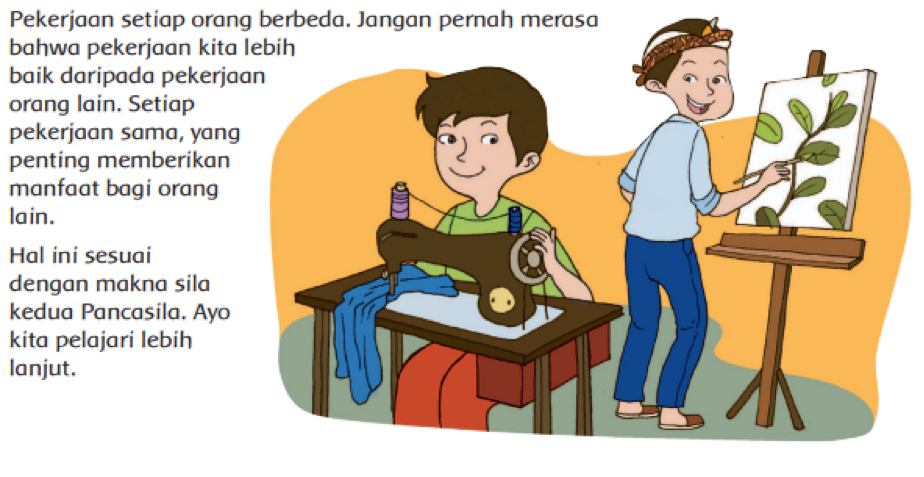 Pekerjaan setiap orang berbeda. Jangan pernah merasa
bahwa pekerjaan kita lebih
baik daripada pekerjaan
orang lain. Setiap
pekerjaan sama, yang
penting memberikan
manfaat bagi orang
lain.
Hal ini sesuai
dengan makna sila
kedua Pancasila. Ayo
kita pelajari lebih
lanjut.